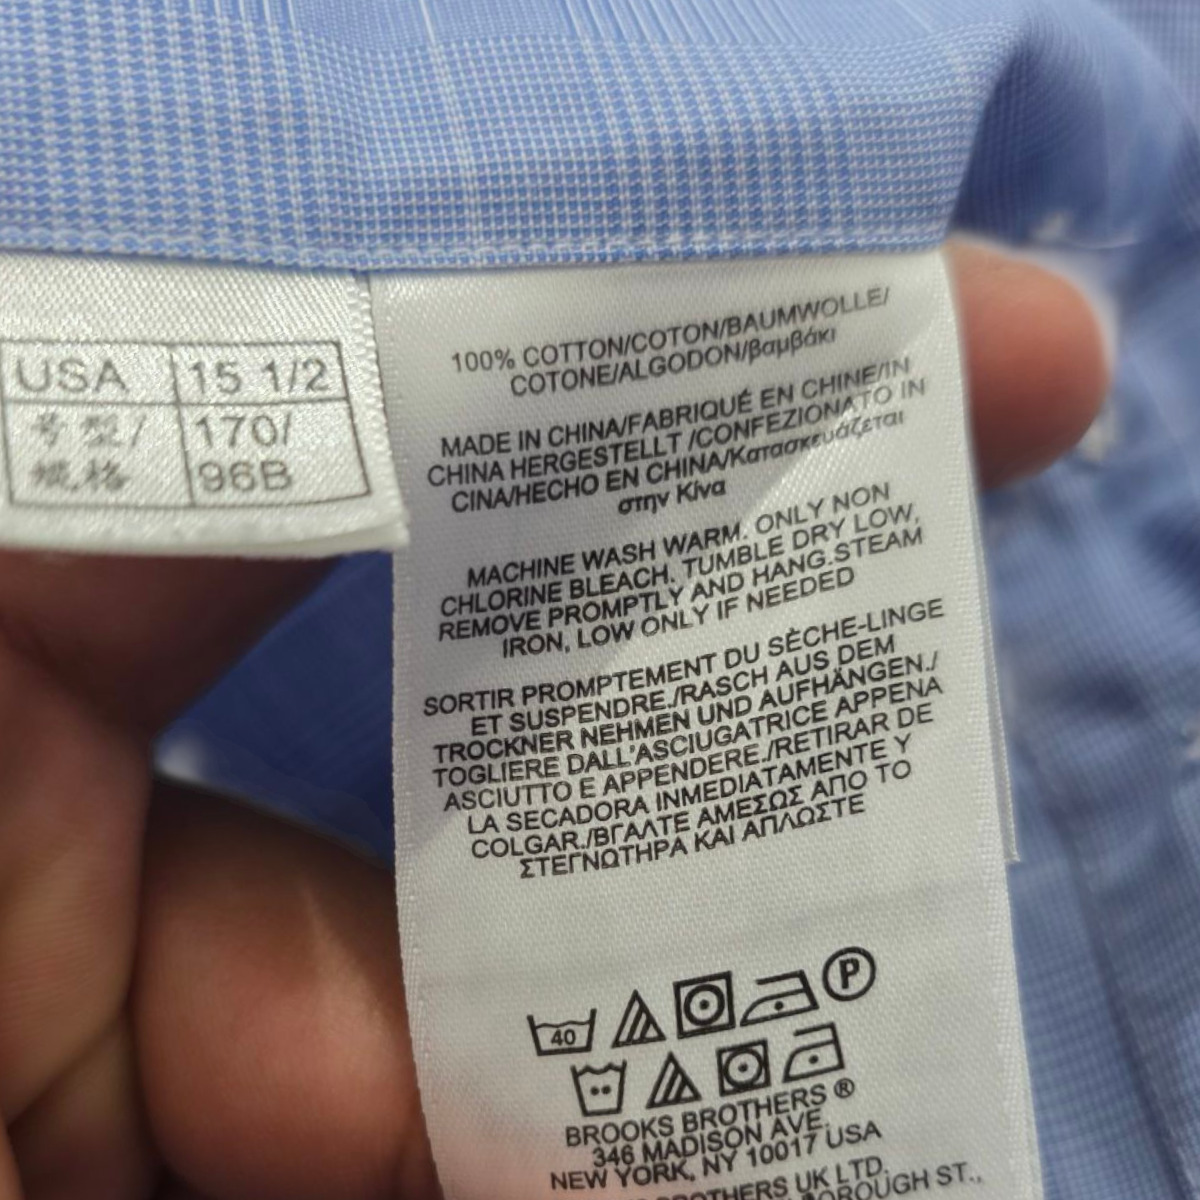 USA 15 1/2
号型/ 170/
规格 96B
100% COTTON/COTON/BAUMWOLLE/
COTONE/ALGODON/βαμβάκι
MADE IN CHINA/FABRIQUÉ EN CHINE/IN
CHINA HERGESTELLT /CONFEZIONATO IN
CINA/HECHO EN CHINA/Κατασκευάζεται
στην Κίνα
MACHINE WASH WARM. ONLY NON
CHLORINE BLEACH. TUMBLE DRY LOW,
REMOVE PROMPTLY AND HANG.STEAM
IRON, LOW ONLY IF NEEDED
SORTIR PROMPTEMENT DU SÈCHE-LINGE
ET SUSPENDRE./RASCH AUS DEM
TROCKNER NEHMEN UND AUFHÄNGEN./
TOGLIERE DALL'ASCIUGATRICE APPENA
ASCIUTTO E APPENDERE./RETIRAR DE
LA SECADORA INMEDIATAMENTE Y
COLGAR./ΒΓΑΛΤΕ ΑΜΕΣΩΣ ΑΠΟ ΤΟ
ΣΤΕΓΝΩΤΗΡΑ ΚΑΙ ΑΠΛΩΣΤΕ
40 P
BROOKS BROTHERS ®
346 MADISON AVE.
NEW YORK, NY 10017 USA
BROTHERS UK LTD.
OROUGH ST.,